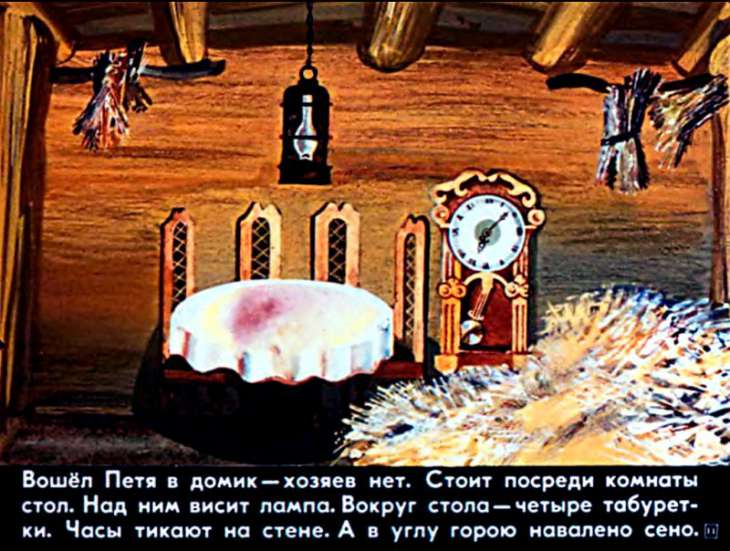 Вошёл Петя в домик — хозяев нет. Стоит посреди комнаты
стол. Над ним висит лампа. Вокруг стола — четыре табурет-
ки. Часы тикают на стене. А в углу горою навалено сено. 11